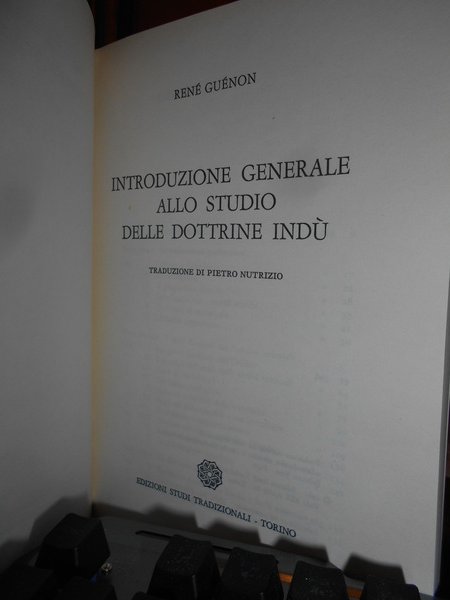 RENÉ GUÉNON
INTRODUZIONE GENERALE
ALLO STUDIO
DELLE DOTTRINE INDÙ
TRADUZIONE DI PIETRO NUTRIZIO
EDIZIONI STUDI TRADIZIONALI - TORINO